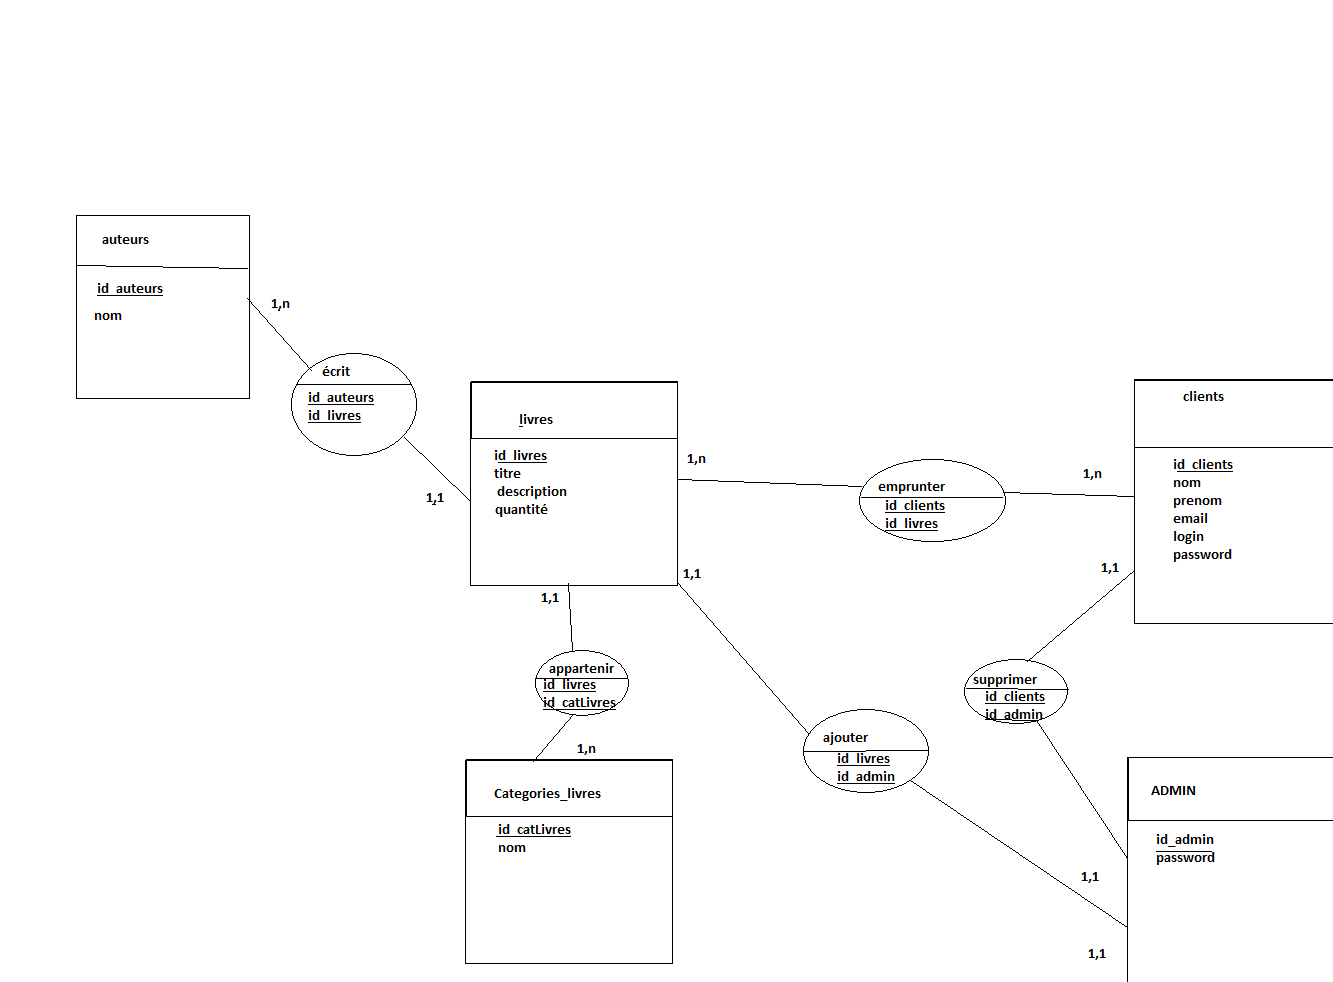 auteurs
id_auteurs
nom
1,n
écrit
id_auteurs
id_livres
1,1
livres
id_livres
titre
description
quantité
1,n
emprunter
id_clients
id_livres
1,n
clients
id_clients
nom
prenom
email
login
password
1,1
1,1
1,1
appartenir
id_livres
id_catLivres
1,n
Categories_livres
id_catLivres
nom
ajouter
id_livres
id_admin
supprimer
id_clients
id_admin
1,1
1,1
ADMIN
id_admin
password